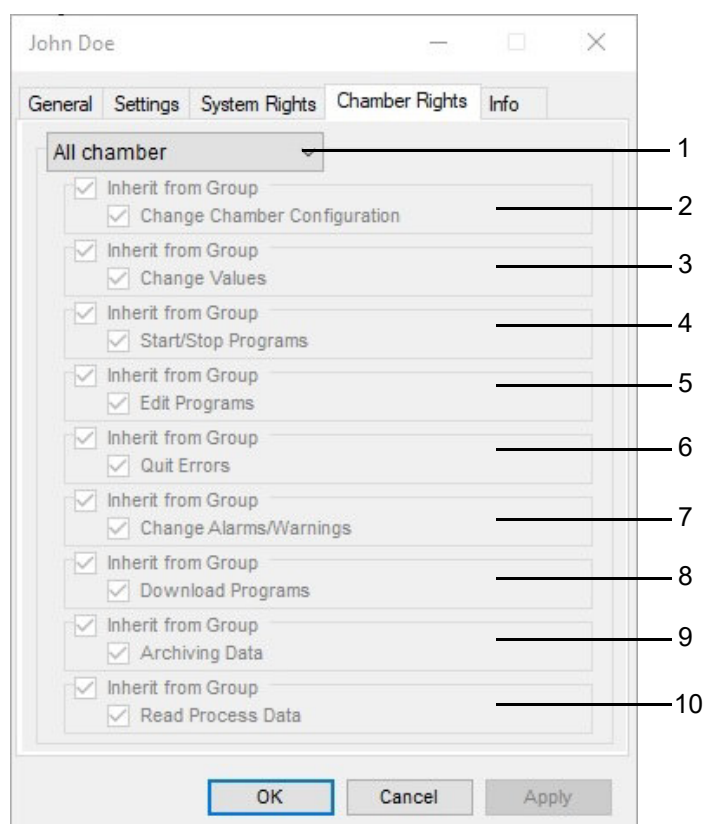 John Doe
General Settings System Rights Chamber Rights Info
All chamber 1
Inherit from Group
Change Chamber Configuration 2
Inherit from Group
Change Values 3
Inherit from Group
Start/Stop Programs 4
Inherit from Group
Edit Programs 5
Inherit from Group
Quit Errors 6
Inherit from Group
Change Alarms/Warnings 7
Inherit from Group
Download Programs 8
Inherit from Group
Archiving Data 9
Inherit from Group
Read Process Data 10
OK Cancel Apply